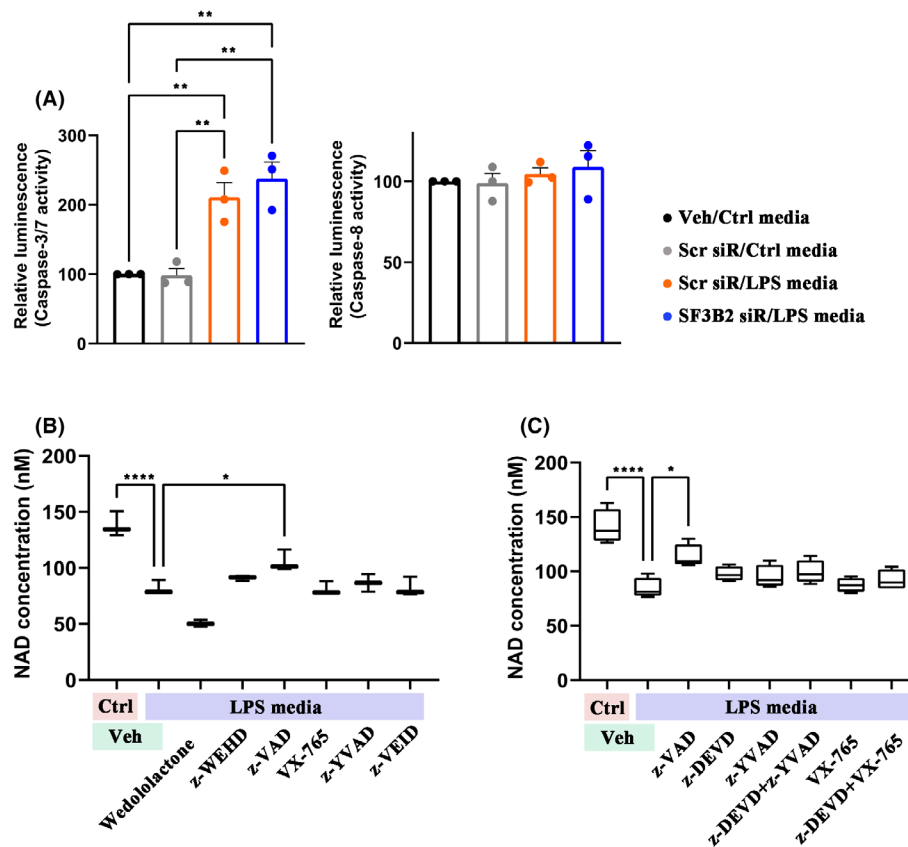 **
**
(A)
**
**
Relative luminescence
(Caspase-3/7 activity)
300
200
100
0
Relative luminescence
(Caspase-8 activity)
100
0
Veh/Ctrl media
Scr siR/Ctrl media
Scr siR/LPS media
SF3B2 siR/LPS media
(B)
NAD concentration (nM)
200
150
100
50
0
****
*
Ctrl
LPS media
Veh
Wedololactone
z-WEHD
z-VAD
VX-765
z-YVAD
z-VEID
(C)
NAD concentration (nM)
200
150
100
50
0
****
*
Ctrl
LPS media
Veh
z-VAD
z-DEVD
z-YVAD
z-DEVD+z-YVAD
VX-765
z-DEVD+VX-765